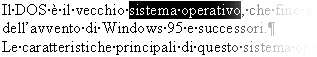 Il DOS è il vecchio sistema operativo, che fino a
dell'avvento di Windows 95 e successori.¶
Le caratteristiche principali di questo sistema op